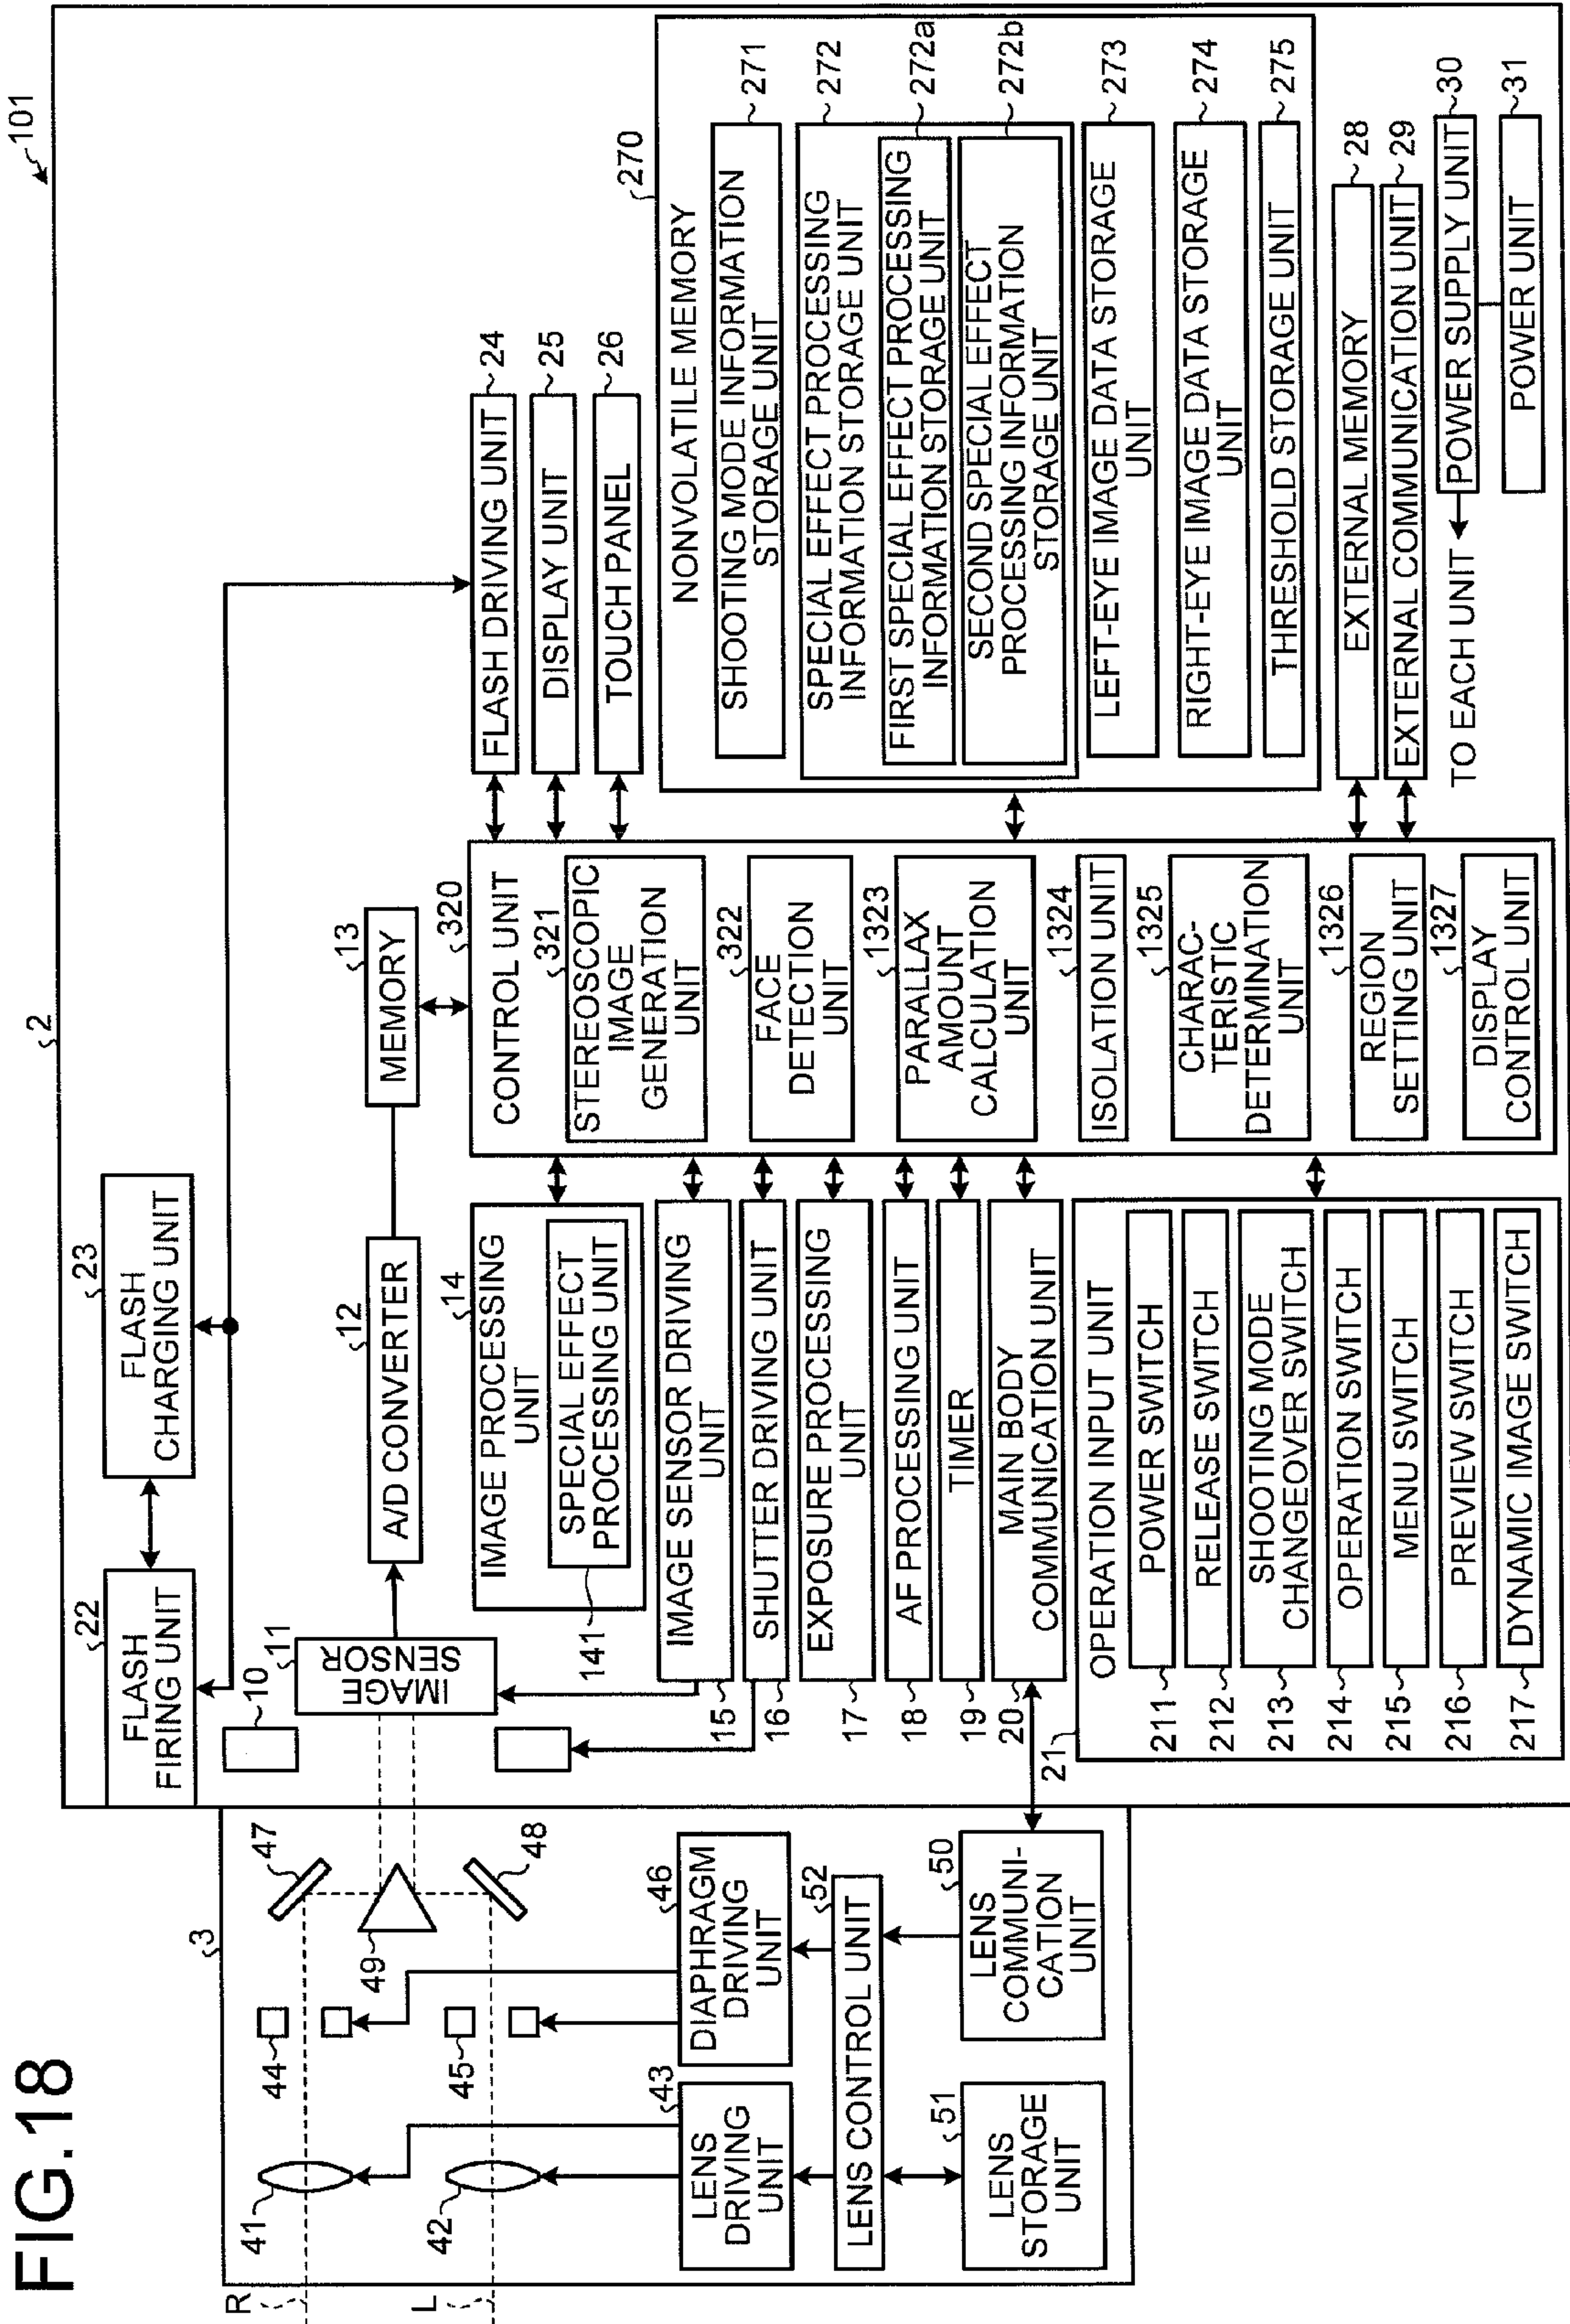 FIG.18
101
2
3
R
L
41
42
44
45
47
48
49
43
LENS
DRIVING
UNIT
46
DIAPHRAGM
DRIVING
UNIT
52
LENS CONTROL UNIT
51
LENS
STORAGE
UNIT
50
LENS
COMMUNI-
CATION
UNIT
22
FLASH
FIRING UNIT
23
FLASH
CHARGING UNIT
10
11
IMAGE
SENSOR
12
A/D CONVERTER
13
MEMORY
14
IMAGE PROCESSING
UNIT
SPECIAL EFFECT
PROCESSING UNIT
141
IMAGE SENSOR DRIVING
UNIT
15
SHUTTER DRIVING UNIT
16
EXPOSURE PROCESSING
UNIT
17
AF PROCESSING UNIT
18
TIMER
19
MAIN BODY
COMMUNICATION UNIT
20
21
OPERATION INPUT UNIT
211
POWER SWITCH
212
RELEASE SWITCH
213
SHOOTING MODE
CHANGEOVER SWITCH
214
OPERATION SWITCH
215
MENU SWITCH
216
PREVIEW SWITCH
217
DYNAMIC IMAGE SWITCH
320
CONTROL UNIT
321
STEREOSCOPIC
IMAGE
GENERATION
UNIT
322
FACE
DETECTION
UNIT
1323
PARALLAX
AMOUNT
CALCULATION
UNIT
1324
ISOLATION UNIT
1325
CHARAC-
TERISTIC
DETERMINATION
UNIT
1326
REGION
SETTING UNIT
1327
DISPLAY
CONTROL UNIT
FLASH DRIVING UNIT
24
DISPLAY UNIT
25
TOUCH PANEL
26
270
NONVOLATILE MEMORY
SHOOTING MODE INFORMATION
STORAGE UNIT
271
SPECIAL EFFECT PROCESSING
INFORMATION STORAGE UNIT
272
FIRST SPECIAL EFFECT PROCESSING
INFORMATION STORAGE UNIT
272a
SECOND SPECIAL EFFECT
PROCESSING INFORMATION
STORAGE UNIT
272b
LEFT-EYE IMAGE DATA STORAGE
UNIT
273
RIGHT-EYE IMAGE DATA STORAGE
UNIT
274
THRESHOLD STORAGE UNIT
275
EXTERNAL MEMORY
28
EXTERNAL COMMUNICATION UNIT
29
TO EACH UNIT
POWER SUPPLY UNIT
30
POWER UNIT
31